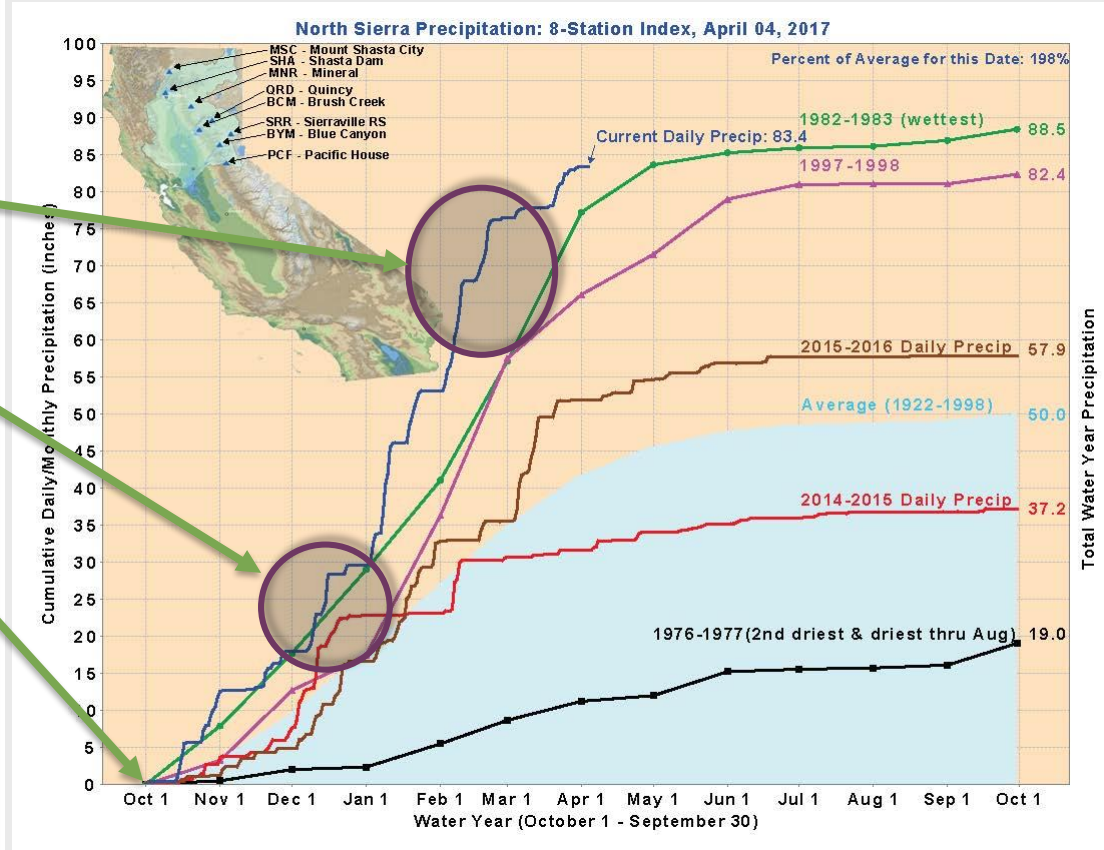 North Sierra Precipitation: 8-Station Index, April 04, 2017
Percent of Average for this Date: 198%
MSC - Mount Shasta City
SHA - Shasta Dam
MNR - Mineral
QRD - Quincy
BCM - Brush Creek
SRR - Sierraville RS
BYM - Blue Canyon
PCF - Pacific House
Current Daily Precip: 83.4
1982-1983 (wettest)
88.5
1997-1998
82.4
2015-2016 Daily Precip
57.9
Average (1922-1998)
50.0
2014-2015 Daily Precip
37.2
1976-1977(2nd driest & driest thru Aug)
19.0
Cumulative Daily/Monthly Precipitation (inches)
100
95
90
85
80
75
70
65
60
55
50
45
40
35
30
25
20
15
10
5
0
Total Water Year Precipitation
Oct 1 Nov 1 Dec 1 Jan 1 Feb 1 Mar 1 Apr 1 May 1 Jun 1 Jul 1 Aug 1 Sep 1 Oct 1
Water Year (October 1 - September 30)